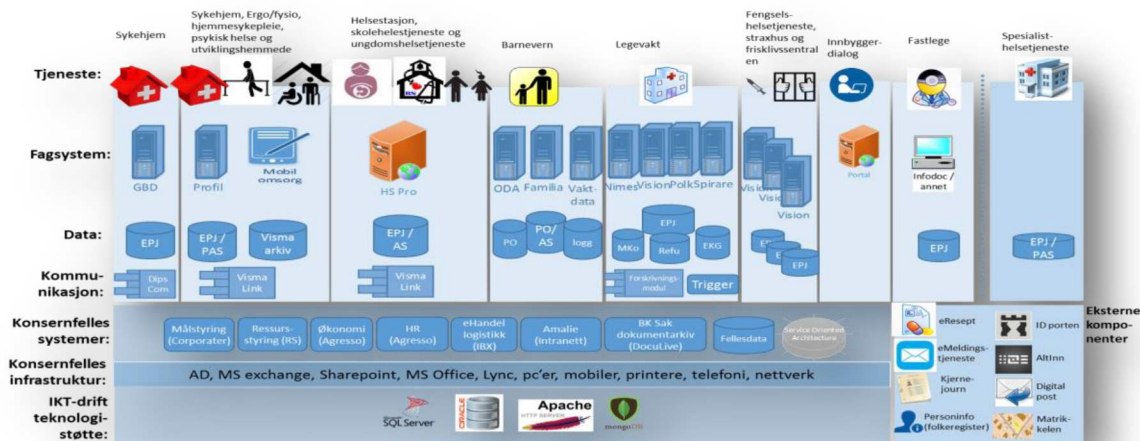 Sykehjem
Sykehjem, Ergo/fysio,
hjemmesykepleie,
psykisk helse og
utviklingshemmede
Helsestasjon,
skolehelestjeneste og
ungdomshelsetjeneste
Barnevern
Legevakt
Fengsels-
helsetjeneste,
straxhus og
frisklivssentral
en
Innbygger-
dialog
Fastlege
Spesialist-
helsetjeneste
Tjeneste:
Fagsystem:
GBD
Profil
Mobil
omsorg
HS Pro
ODA
Familia
Vakt-
data
Nimes
Vision
Polk
Spirare
Vision
Visio
Vision
Portal
Infodoc /
annet
Data:
EPJ
EPJ /
PAS
Visma
arkiv
EPJ /
AS
PO
PO/
AS
logg
EPJ
MKo
Refu
EKG
EPJ
EPJ
EPJ
EPJ /
PAS
Kommu-
nikasjon:
Dips
Com
Visma
Link
Visma
Link
Forskrivnings-
modul
Trigger
Konsernfelles
systemer:
Målstyring
(Corporater)
Ressurs-
styring (RS)
Økonomi
(Agresso)
HR
(Agresso)
eHandel
logistikk
(IBX)
Amalie
(Intranett)
BK Sak
dokumentarkiv
(DocuLive)
Fellesdata
Service Oriented
Architecture
Konsernfelles
infrastruktur:
AD, MS exchange, Sharepoint, MS Office, Lync, pc'er, mobiler, printere, telefoni, nettverk
IKT-drift
teknologi-
støtte:
SQL Server
ORACLE
Apache
HTTP SERVER
mongoDB
eResept
eMeldings-
tjeneste
Kjerne-
journ
Personinfo
(folkeregister)
ID porten
AltInn
Digital
post
Matrik-
kelen
Eksterne
kompo-
nenter